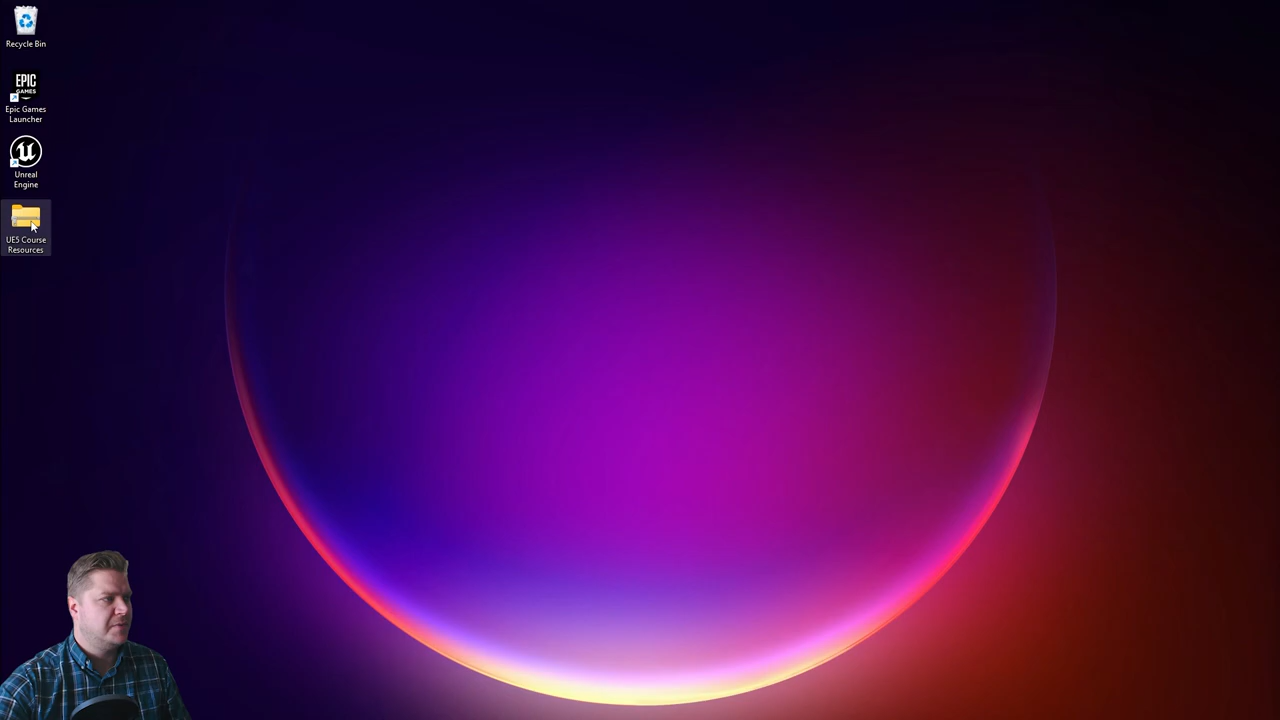 Recycle Bin
EPIC
GAMES
Epic Games
Launcher
Unreal
Engine
UE5 Course
Resources